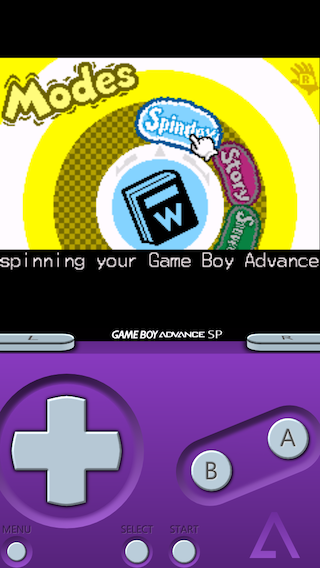 Modes
R
Spindex
Story
W
spinning your Game Boy Advance
L
GAME BOY ADVANCE SP
R
A
B
MENU
SELECT
START